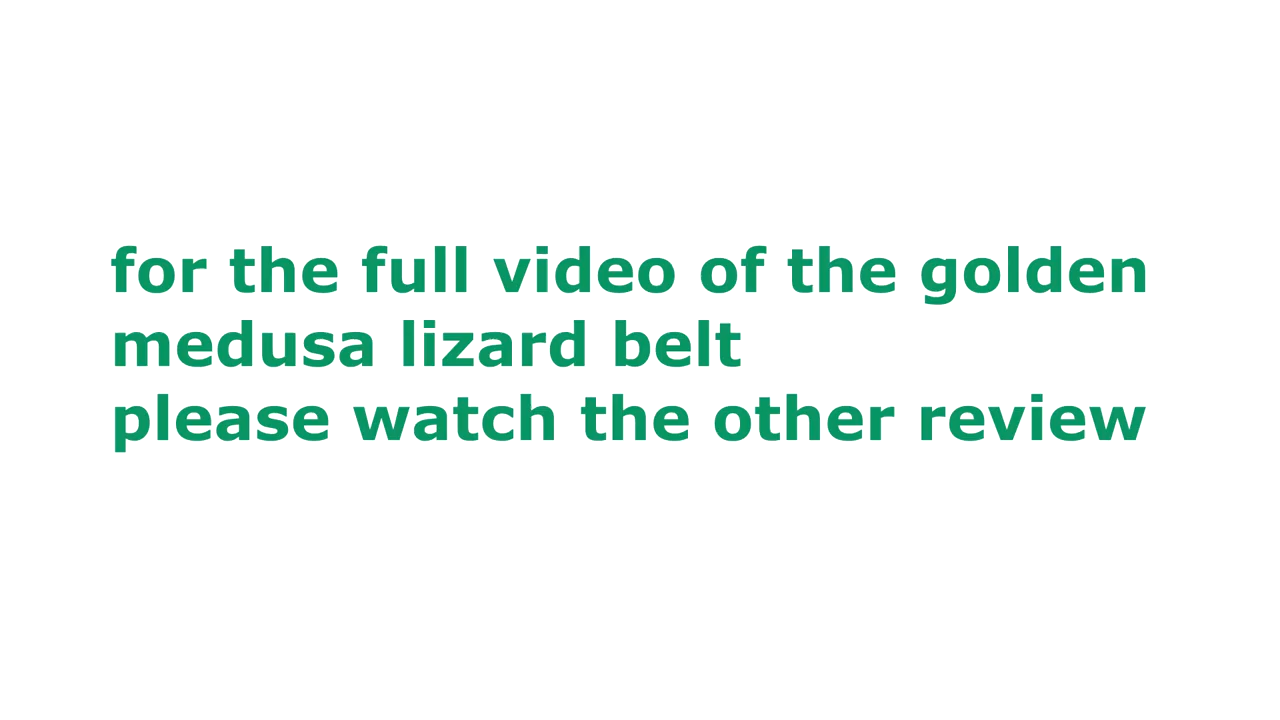 for the full video of the golden
medusa lizard belt
please watch the other review